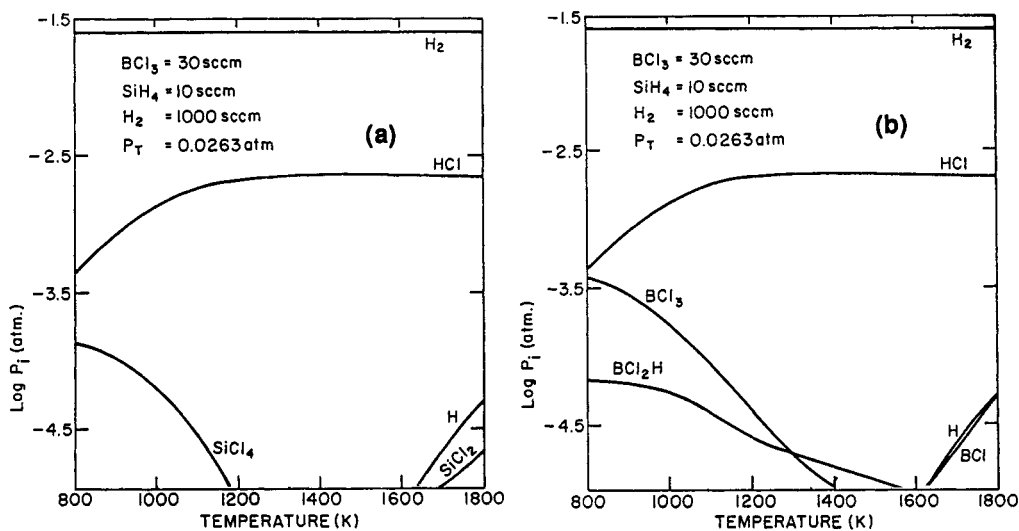 -1.5
-2.5
-3.5
-4.5
Log Pi (atm.)
H2
BCl3 = 30 sccm
SiH4 = 10 sccm
H2 = 1000 sccm
PT = 0.0263 atm
(a)
HCl
SiCl4
H
SiCl2
800 1000 1200 1400 1600 1800
TEMPERATURE (K)
-1.5
-2.5
-3.5
-4.5
Log Pi (atm.)
H2
BCl3 = 30 sccm
SiH4 = 10 sccm
H2 = 1000 sccm
PT = 0.0263 atm
(b)
HCl
BCl3
BCl2H
H
BCl
800 1000 1200 1400 1600 1800
TEMPERATURE (K)